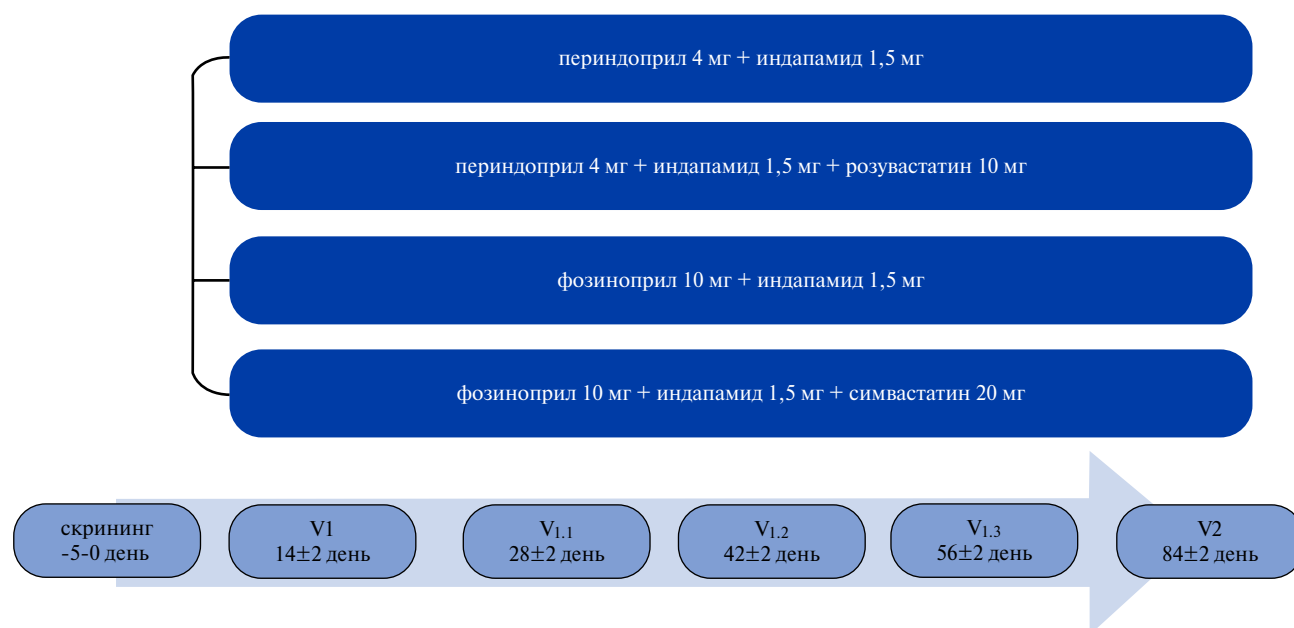 периндоприл 4 мг + индапамид 1,5 мг
периндоприл 4 мг + индапамид 1,5 мг + розувастатин 10 мг
фозиноприл 10 мг + индапамид 1,5 мг
фозиноприл 10 мг + индапамид 1,5 мг + симвастатин 20 мг
скрининг
-5-0 день
V1
14±2 день
V1.1
28±2 день
V1.2
42±2 день
V1.3
56±2 день
V2
84±2 день